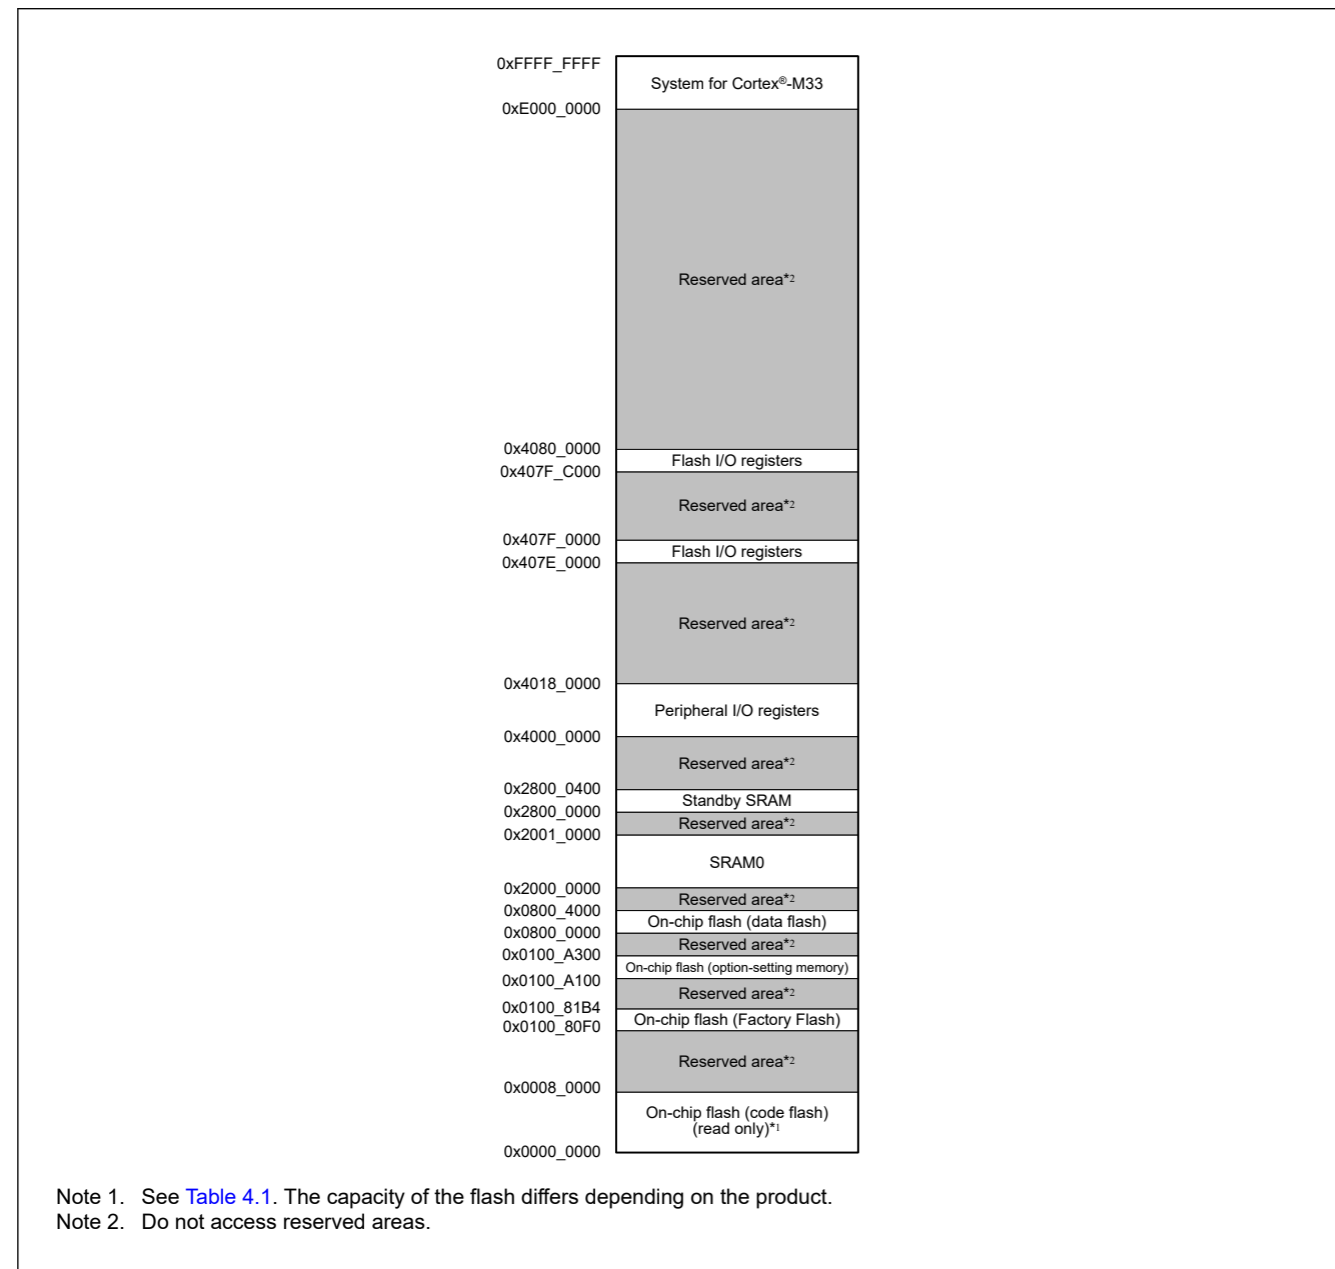 0xFFFF_FFFF
System for Cortex®-M33
0xE000_0000
Reserved area*2
0x4080_0000
Flash I/O registers
0x407F_C000
Reserved area*2
0x407F_0000
Flash I/O registers
0x407E_0000
Reserved area*2
0x4018_0000
Peripheral I/O registers
0x4000_0000
Reserved area*2
0x2800_0400
Standby SRAM
0x2800_0000
Reserved area*2
0x2001_0000
SRAM0
0x2000_0000
Reserved area*2
0x0800_4000
On-chip flash (data flash)
0x0800_0000
Reserved area*2
0x0100_A300
On-chip flash (option-setting memory)
0x0100_A100
Reserved area*2
0x0100_81B4
On-chip flash (Factory Flash)
0x0100_80F0
Reserved area*2
0x0008_0000
On-chip flash (code flash)
(read only)*1
0x0000_0000
Note 1. See Table 4.1. The capacity of the flash differs depending on the product.
Note 2. Do not access reserved areas.